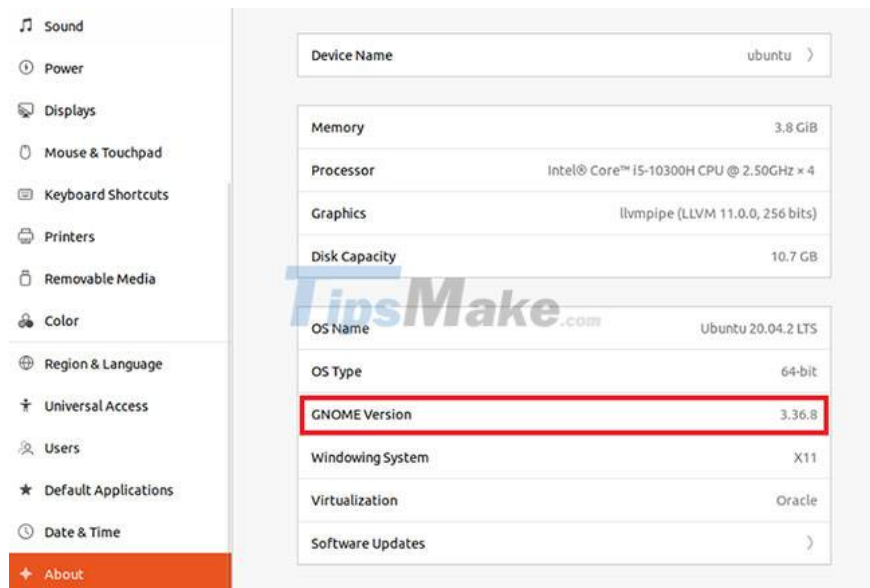 Sound
Power
Displays
Mouse & Touchpad
Keyboard Shortcuts
Printers
Removable Media
Color
Region & Language
Universal Access
Users
Default Applications
Date & Time
About
Device Name ubuntu
Memory 3.8 GiB
Processor Intel® Core™ i5-10300H CPU @ 2.50GHz × 4
Graphics llvmpipe (LLVM 11.0.0, 256 bits)
Disk Capacity 10.7 GB
TipsMake.com
OS Name Ubuntu 20.04.2 LTS
OS Type 64-bit
GNOME Version 3.36.8
Windowing System X11
Virtualization Oracle
Software Updates